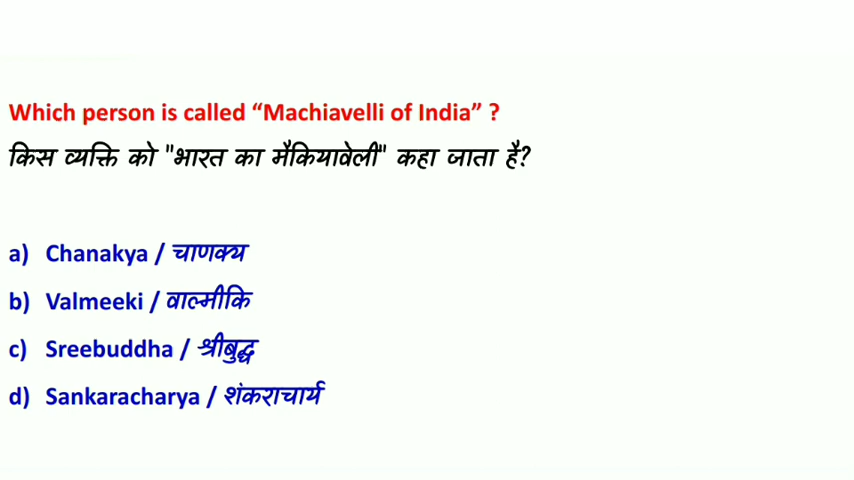 Which person is called “Machiavelli of India” ?
किस व्यक्ति को "भारत का मैकियावेली" कहा जाता है?
a) Chanakya / चाणक्य
b) Valmeeki / वाल्मीकि
c) Sreebuddha / श्रीबुद्ध
d) Sankaracharya / शंकराचार्य